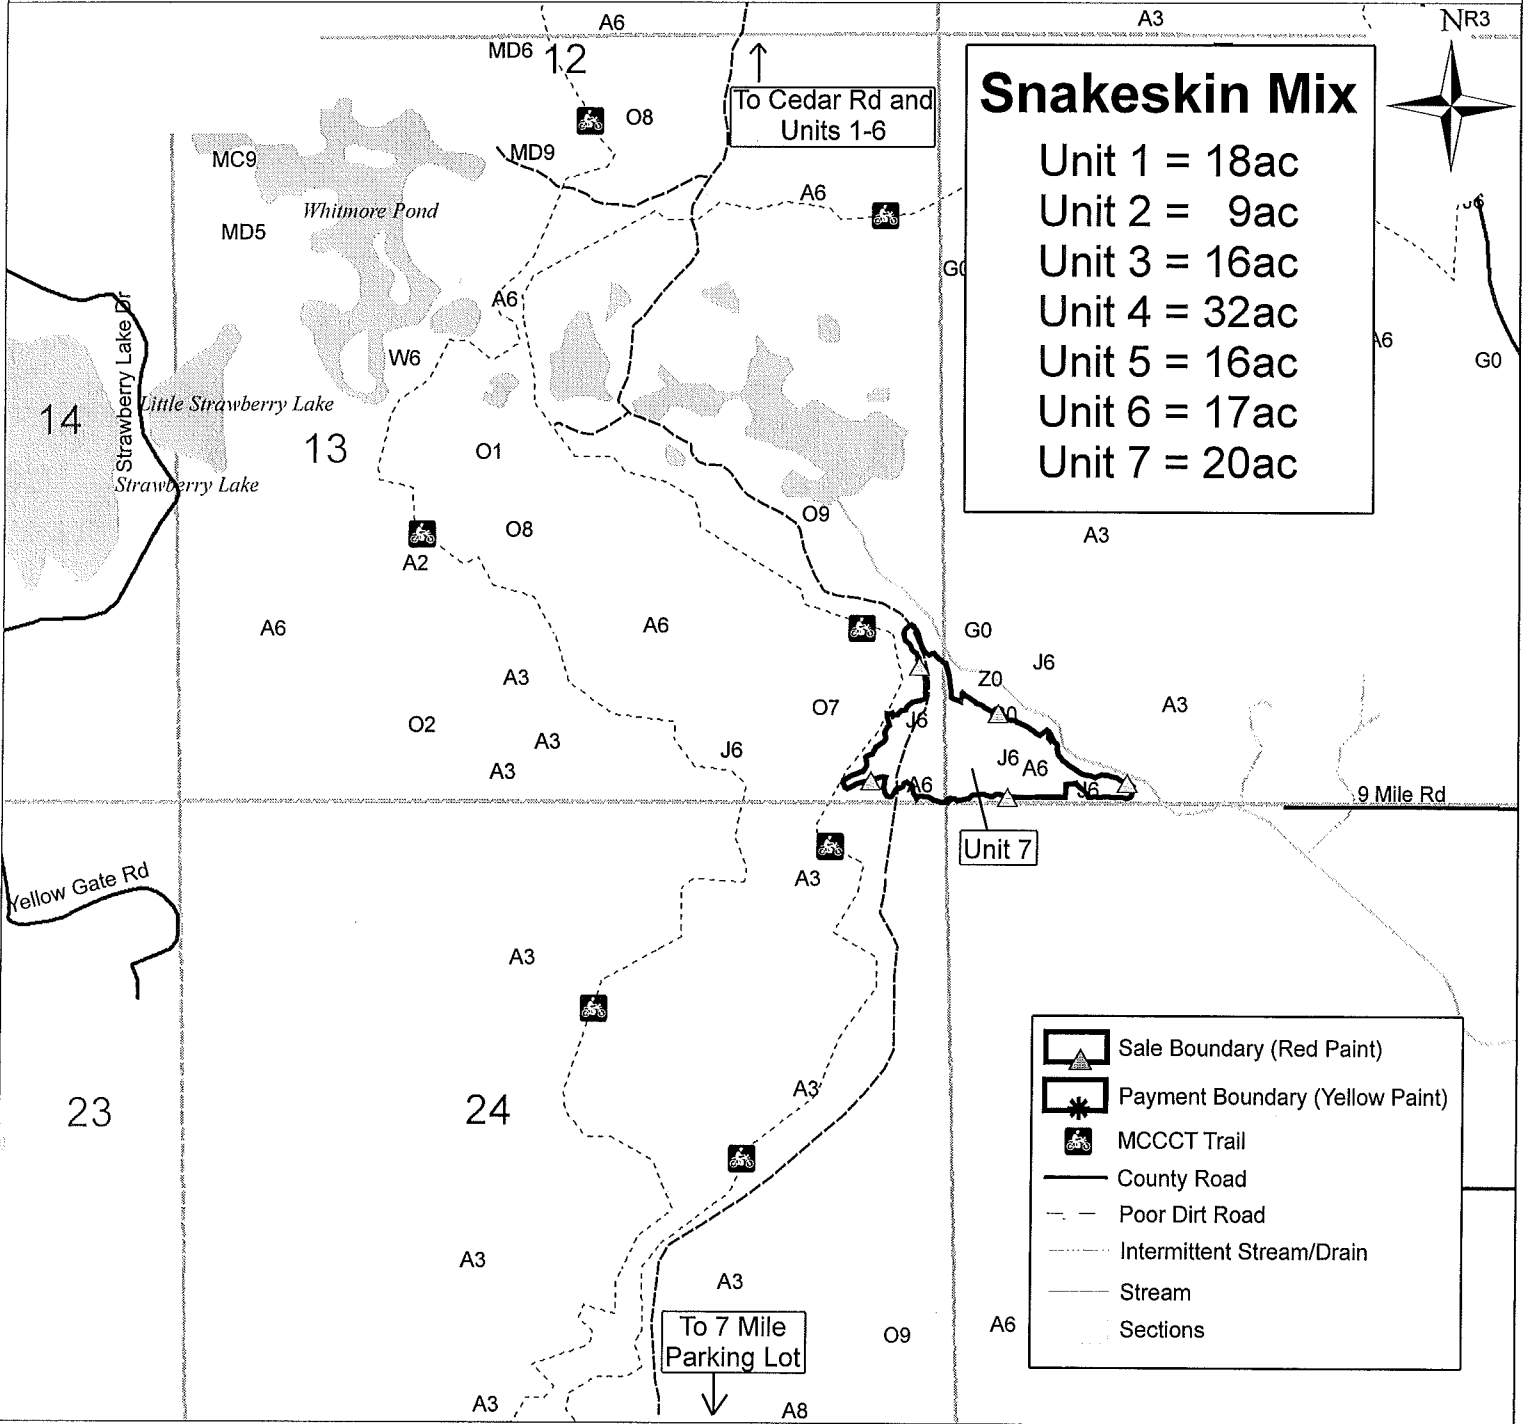 A6
A3
N
R3
MD6
12
To Cedar Rd and
Units 1-6
O8
MD9
MC9
Whitmore Pond
MD5
A6
Snakeskin Mix
Unit 1 = 18ac
Unit 2 = 9ac
Unit 3 = 16ac
Unit 4 = 32ac
Unit 5 = 16ac
Unit 6 = 17ac
Unit 7 = 20ac
J6
G0
A6
A6
G0
W6
Strawberry Lake Dr
Little Strawberry Lake
14
13
Strawberry Lake
O1
O8
O9
A3
A2
A6
A6
G0
J6
Z0
A3
A3
O7
O2
J6
A3
J6
A3
J6
A6
A6
J6
9 Mile Rd
Unit 7
Yellow Gate Rd
A3
A3
23
24
A3
A3
A3
To 7 Mile
Parking Lot
O9
A6
A3
A8
Sale Boundary (Red Paint)
Payment Boundary (Yellow Paint)
MCCCT Trail
County Road
Poor Dirt Road
Intermittent Stream/Drain
Stream
Sections